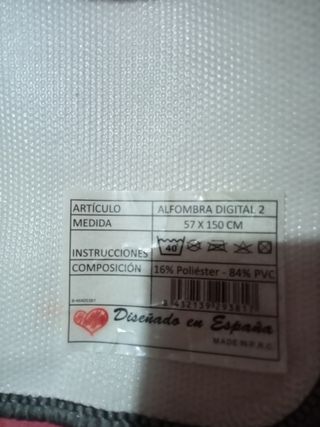 ARTÍCULO ALFOMBRA DIGITAL 2
MEDIDA 57 X 150 CM
INSTRUCCIONES 40
COMPOSICIÓN 16% Poliéster - 84% PVC
Diseñado en España
MADE IN P.R.C